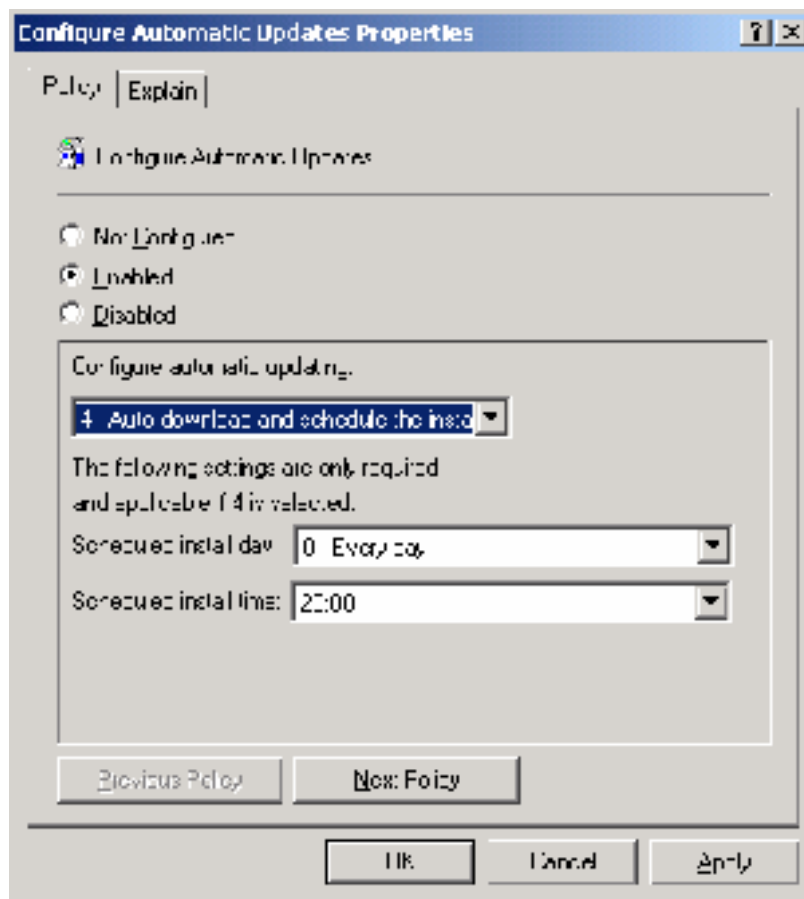 Configure Automatic Updates Properties
Policy
Explain
Configure Automatic Updates
Not Configured
Enabled
Disabled
Configure automatic updating:
4 - Auto download and schedule the insta
The following settings are only required
and applicable if 4 is selected.
Scheduled install day: 0 - Every day
Scheduled install time:
Previous Policy
Next Policy
OK
Cancel
Apply